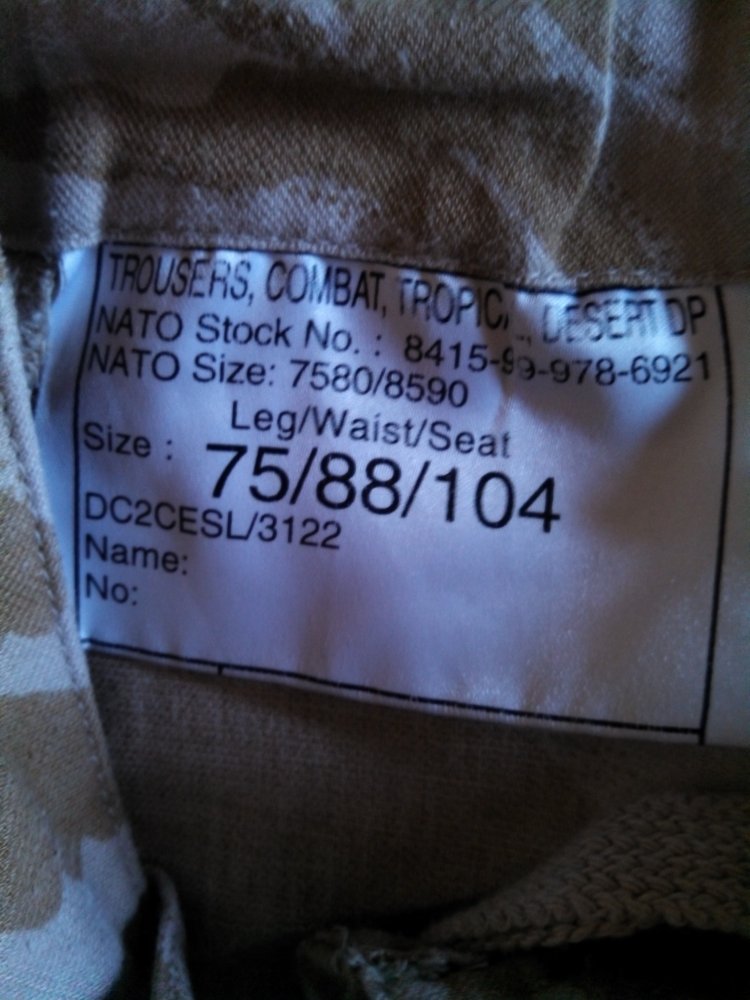 TROUSERS, COMBAT, TROPICAL, DESERT DP
NATO Stock No. : 8415-99-978-6921
NATO Size: 7580/8590
Leg/Waist/Seat
Size : 75/88/104
DC2CESL/3122
Name:
No: